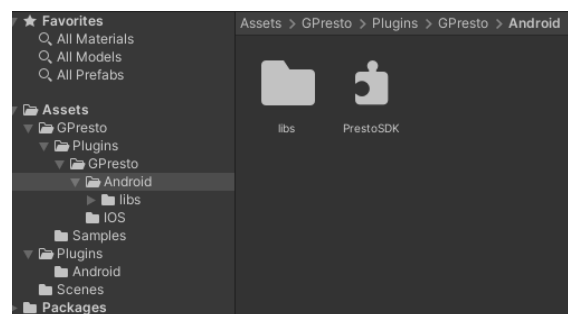 Favorites
All Materials
All Models
All Prefabs
Assets
GPresto
Plugins
GPresto
Android
libs
IOS
Samples
Plugins
Android
Scenes
Packages
Assets > GPresto > Plugins > GPresto > Android
libs
PrestoSDK